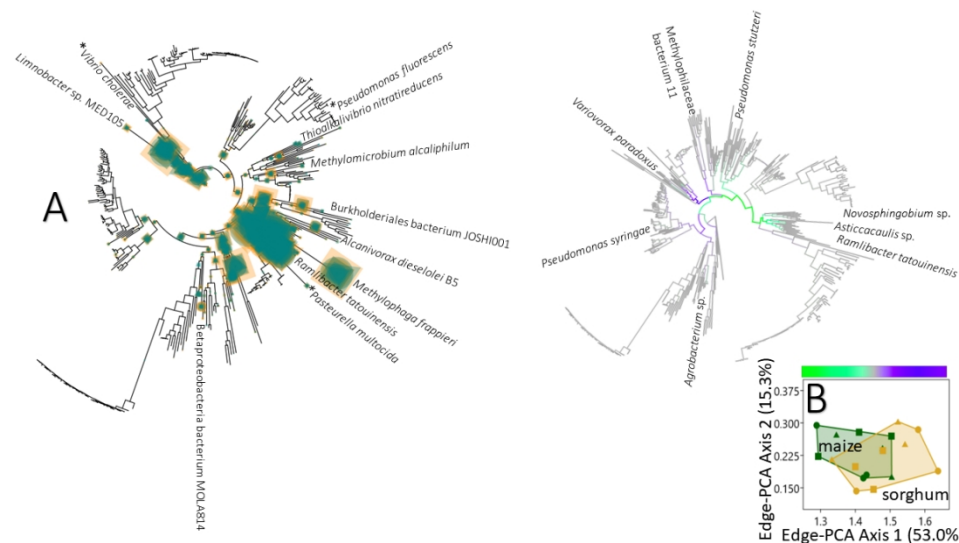 A
*Vibrio cholerae
Limnobacter sp. MED105
*Pseudomonas fluorescens
Thioalkalivibrio nitratireducens
Methylomicrobium alcaliphilum
Burkholderiales bacterium JOSHI001
Alcanivorax dieselolei B5
Methylophaga frappieri
Ramlibacter tatouinensis
*Pasteurella multocida
Betaproteobacteria bacterium MOLA814
Methylophilaceae
bacterium 11
Pseudomonas stutzeri
Variovorax paradoxus
Pseudomonas syringae
Agrobacterium sp.
Novosphingobium sp.
Asticcacaulis sp.
Ramlibacter tatouinensis
B
Edge-PCA Axis 2 (15.3%)
0.375
0.300
0.225
0.150
maize
sorghum
1.3 1.4 1.5 1.6
Edge-PCA Axis 1 (53.0%